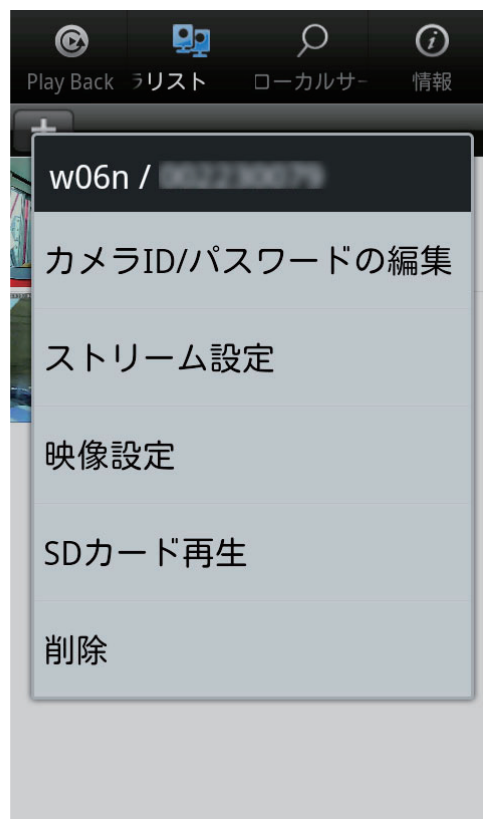 Play Back
ラリスト
ローカルサー
情報
w06n /
カメラID/パスワードの編集
ストリーム設定
映像設定
SDカード再生
削除